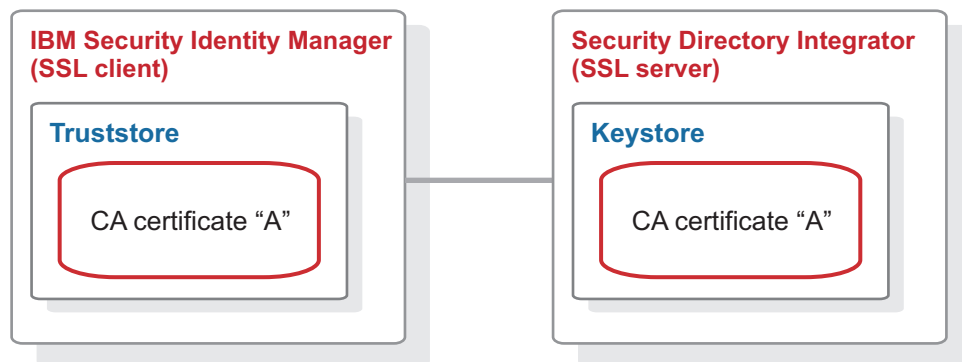 IBM Security Identity Manager
(SSL client)
Truststore
CA certificate “A”
Security Directory Integrator
(SSL server)
Keystore
CA certificate “A”